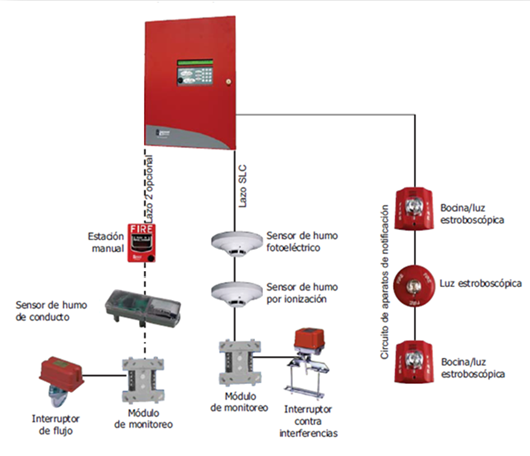 Lazo 2 opcional
Lazo SLC
Circuito de aparatos de notificación
FIRE
Estación
manual
Sensor de humo
fotoeléctrico
Bocina/luz
estroboscópica
Sensor de humo
de conducto
Sensor de humo
por ionización
Luz estroboscópica
Interruptor
de flujo
Módulo
de monitoreo
Módulo
de monitoreo
Interruptor
contra
interferencias
Bocina/luz
estroboscópica